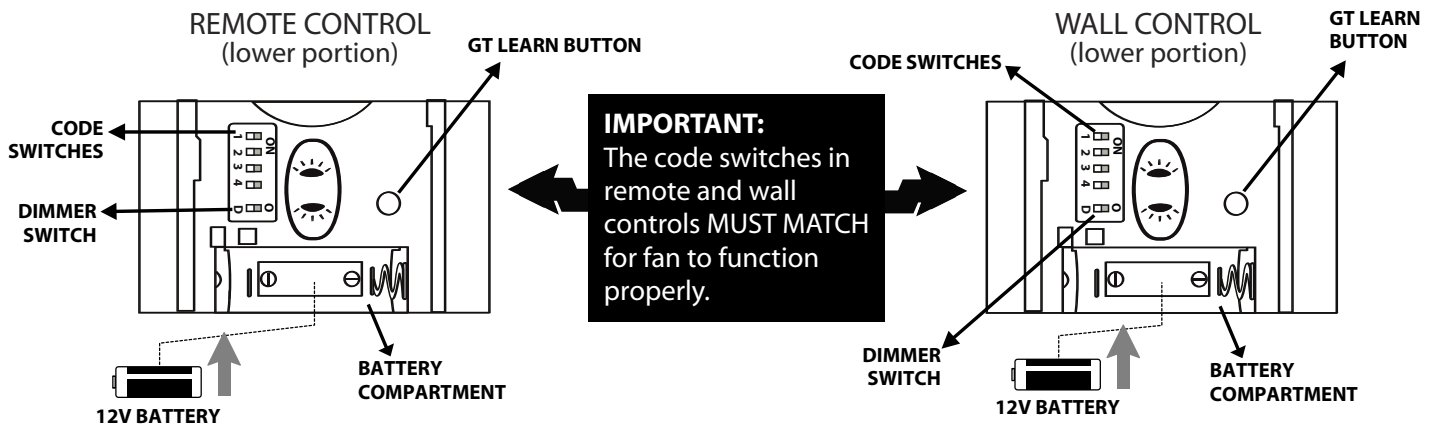 REMOTE CONTROL
(lower portion)
GT LEARN BUTTON
CODE
SWITCHES
DIMMER
SWITCH
ON
1
2
3
4
D
O
BATTERY
COMPARTMENT
12V BATTERY
IMPORTANT:
The code switches in
remote and wall
controls MUST MATCH
for fan to function
properly.
WALL CONTROL
(lower portion)
GT LEARN
BUTTON
CODE SWITCHES
ON
1
2
3
4
D
O
DIMMER
SWITCH
BATTERY
COMPARTMENT
12V BATTERY